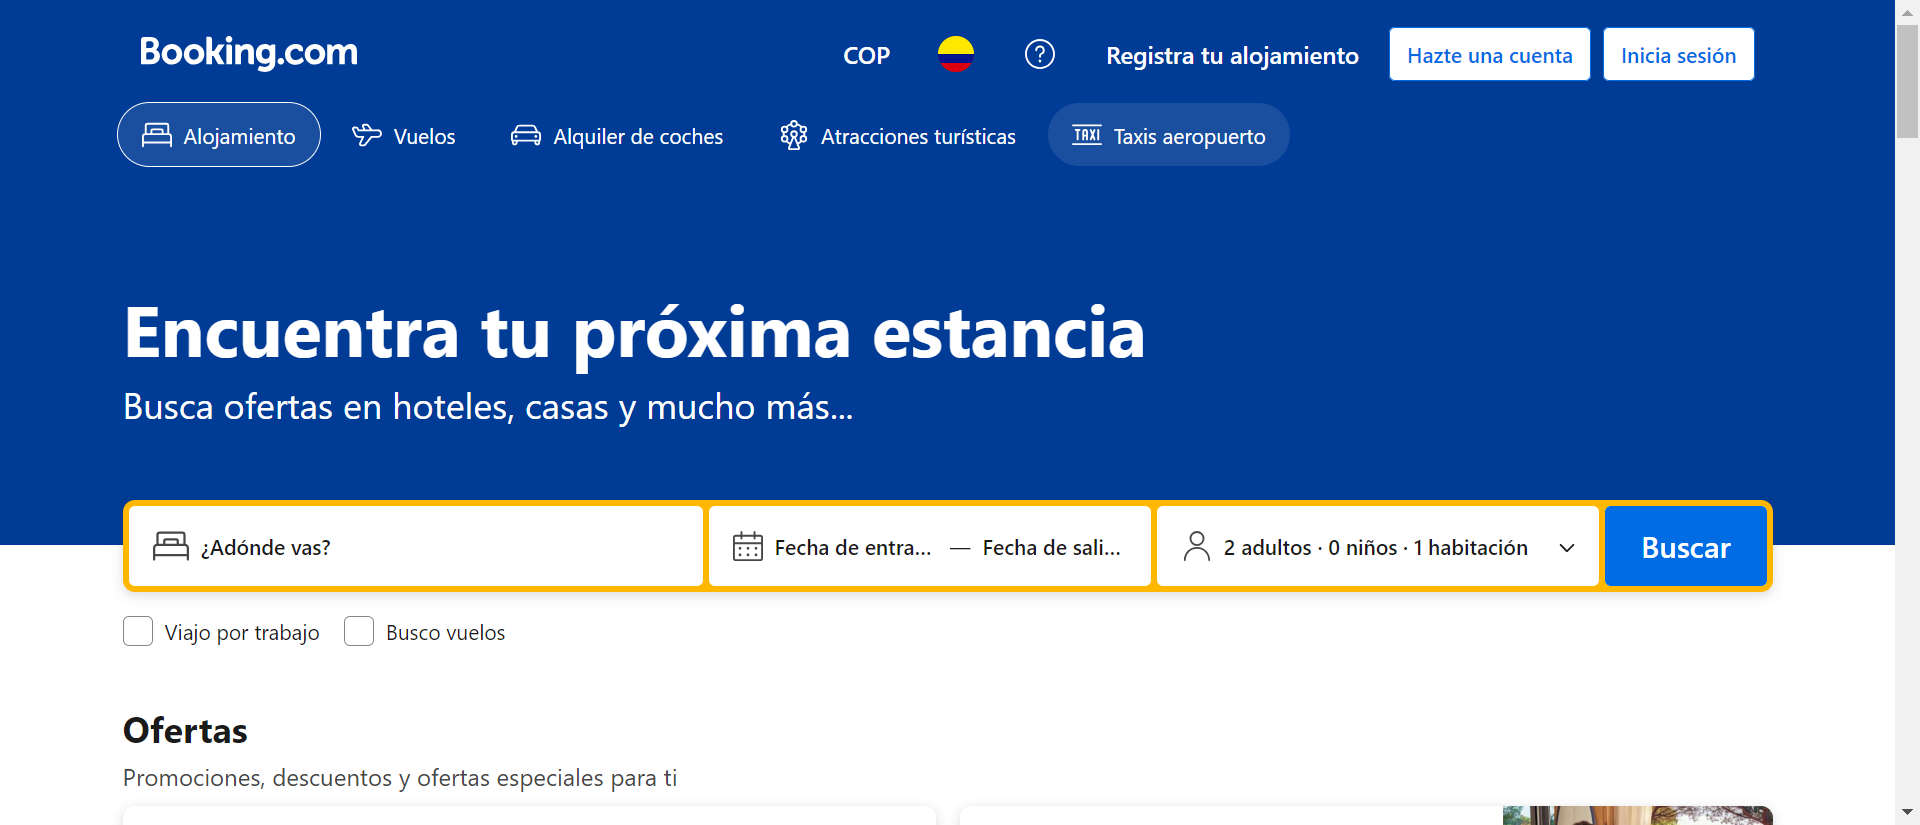 Booking.com
COP
Registra tu alojamiento
Hazte una cuenta
Inicia sesión
Alojamiento
Vuelos
Alquiler de coches
Atracciones turísticas
TAXI Taxis aeropuerto
Encuentra tu próxima estancia
Busca ofertas en hoteles, casas y mucho más...
¿Adónde vas?
Fecha de entra... — Fecha de sali...
2 adultos · 0 niños · 1 habitación
Buscar
Viajo por trabajo
Busco vuelos
Ofertas
Promociones, descuentos y ofertas especiales para ti